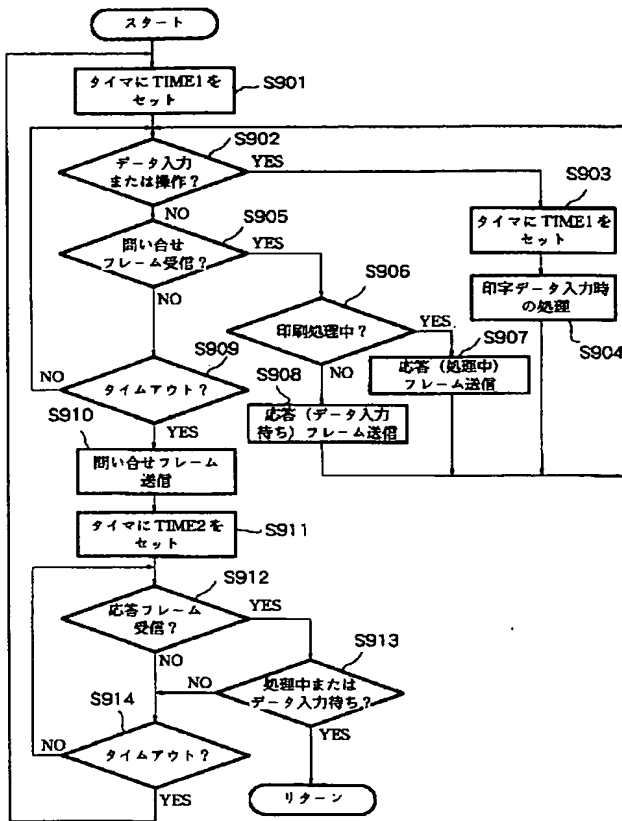 スタート
タイマにTIME1を
セット
S901
S902
データ入力
または操作?
YES
NO
S903
タイマにTIME1を
セット
印字データ入力時
の処理
S904
S905
問い合せ
フレーム受信?
YES
NO
S906
印刷処理中?
YES
NO
S907
応答(処理中)
フレーム送信
S908
応答(データ入力
待ち)フレーム送信
S909
タイムアウト?
NO
YES
S910
問い合せフレーム
送信
タイマにTIME2を
セット
S911
S912
応答フレーム
受信?
YES
NO
S913
処理中または
データ入力待ち?
NO
YES
S914
タイムアウト?
NO
YES
リターン